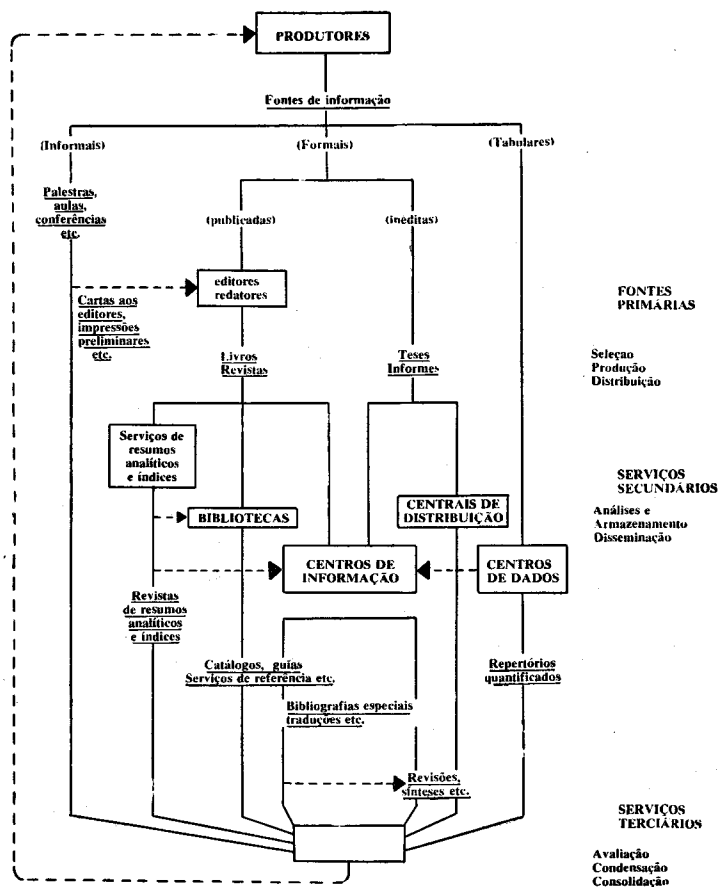 PRODUTORES
Fontes de informação
(Informais)
(Formais)
(Tabulares)
Palestras,
aulas,
conferências
etc.
(publicadas)
(inéditas)
editores
redatores
Cartas aos
editores,
impressões
preliminares
etc.
FONTES
PRIMÁRIAS
Livros
Revistas
Teses
Informes
Seleçao
Produção
Distribuição
Serviços de
resumos
analíticos
e índices
SERVIÇOS
SECUNDÁRIOS
BIBLIOTECAS
CENTRAIS DE
DISTRIBUIÇÃO
Análises e
Armazenamento
Disseminação
CENTROS DE
INFORMAÇÃO
CENTROS
DE DADOS
Revistas
de resumos
analíticos
e índices
Catálogos, guías
Serviços de referência etc.
Repertórios
quantificados
Bibliografias especiais
traduções etc.
Revisões,
sínteses etc.
SERVIÇOS
TERCIÁRIOS
Avaliação
Condensação
Consolidação